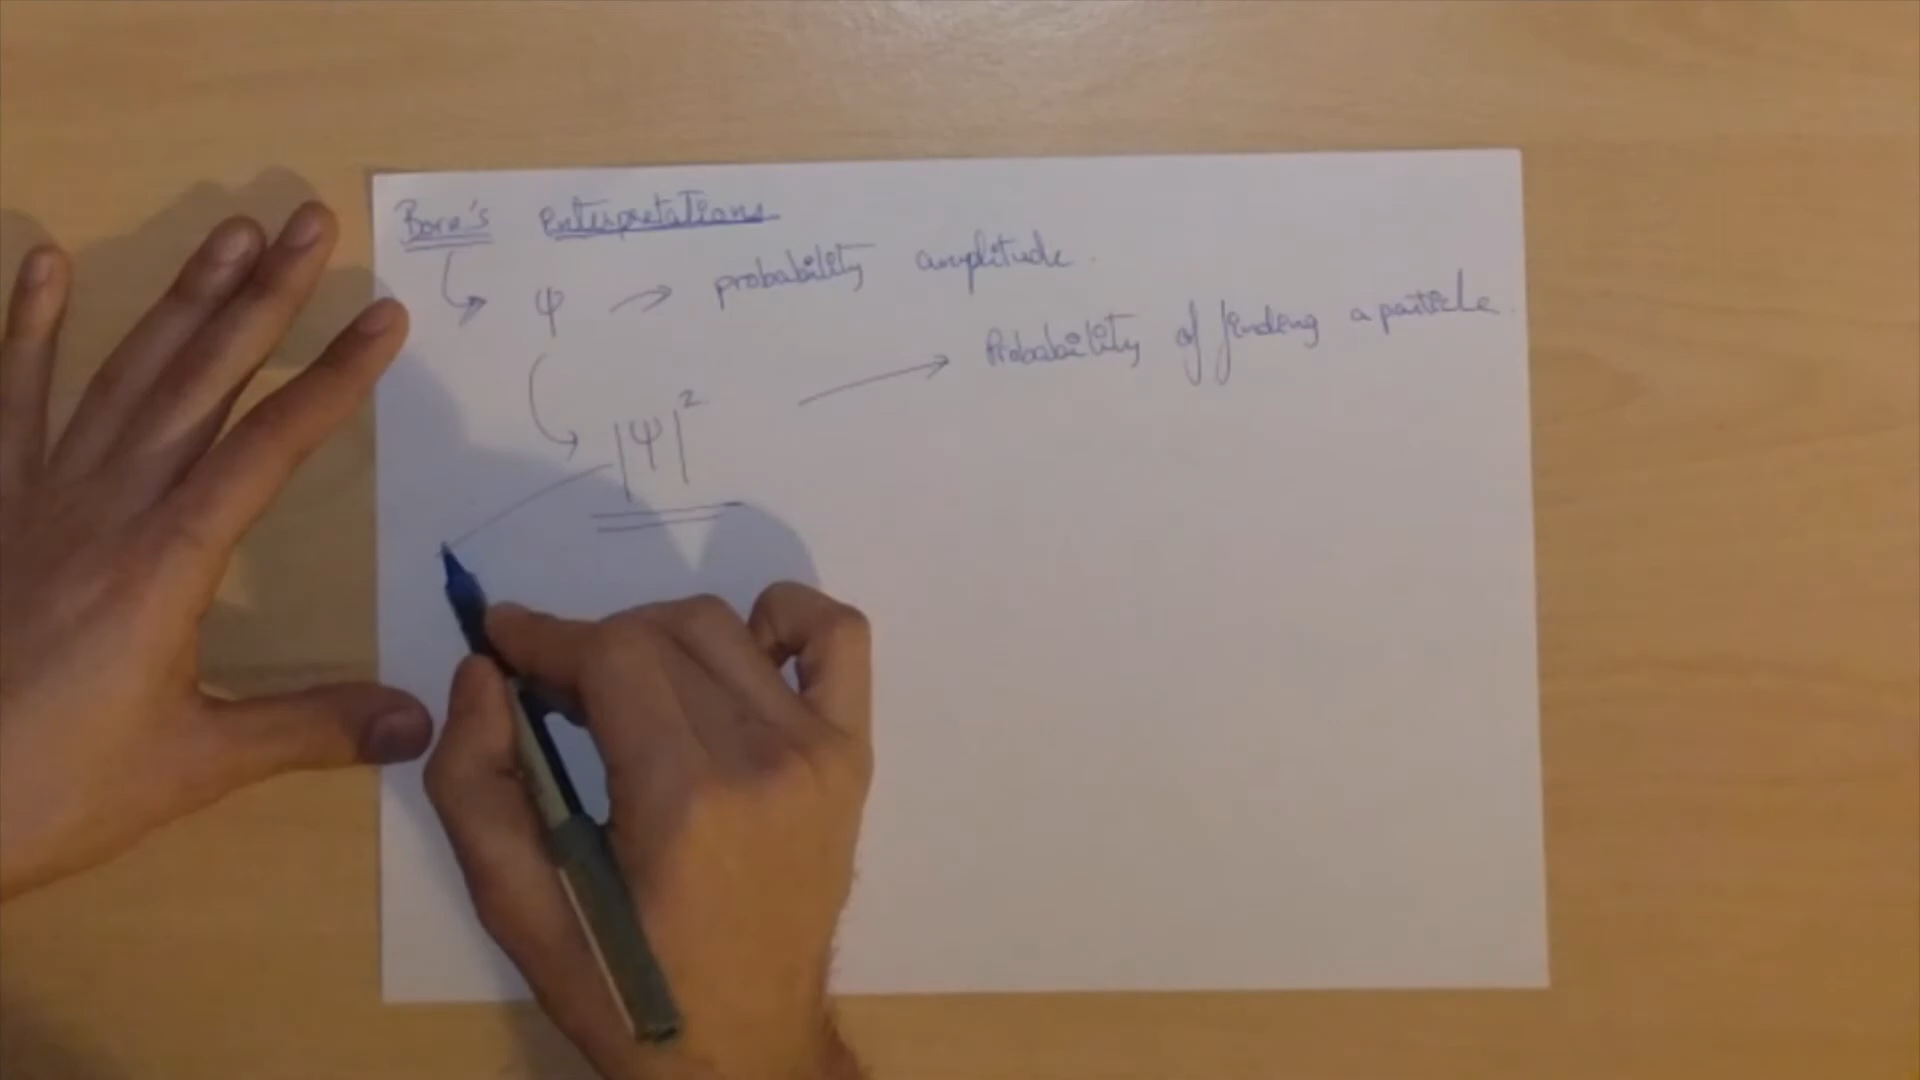 Born's interpretations
ψ → probability amplitude.
|ψ|² → Probability of finding a particle.